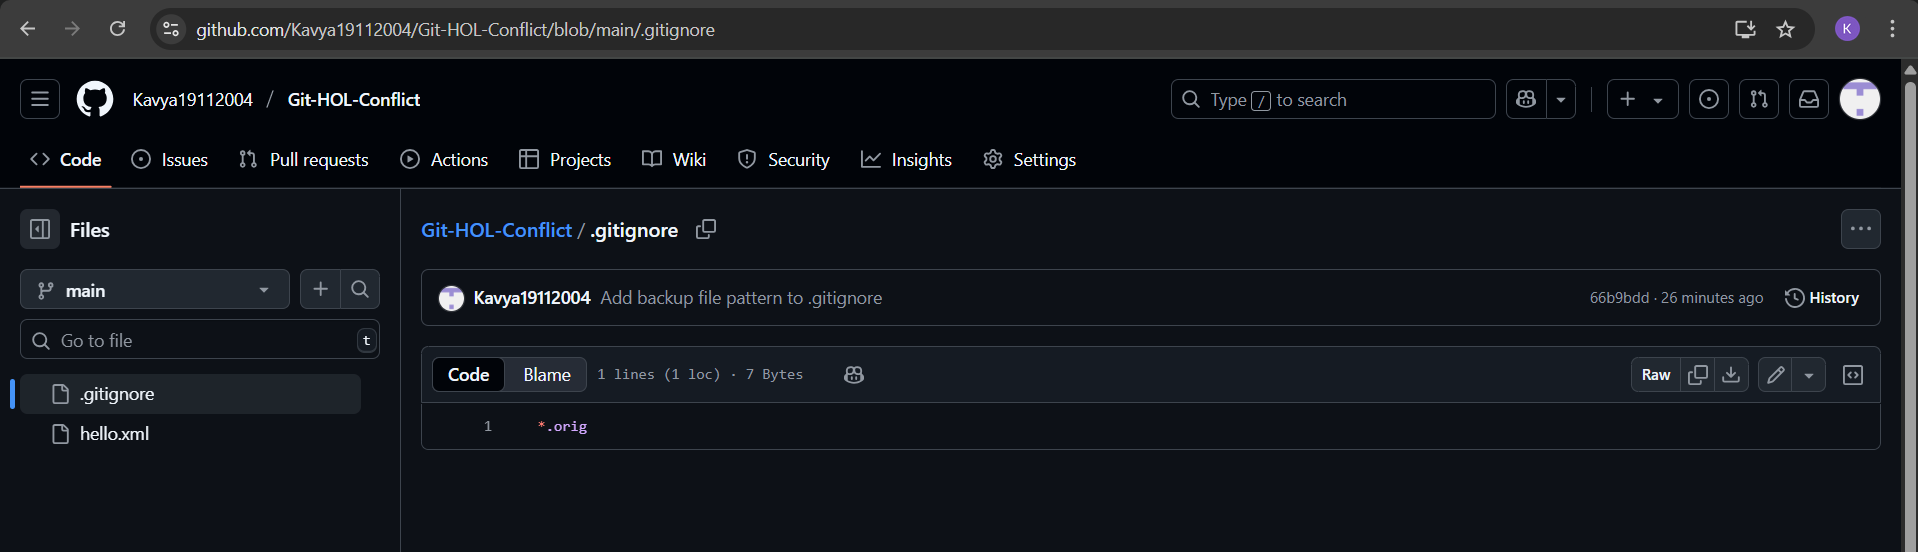 github.com/Kavya19112004/Git-HOL-Conflict/blob/main/.gitignore
K
Kavya19112004 / Git-HOL-Conflict
Type / to search
Code Issues Pull requests Actions Projects Wiki Security Insights Settings
Files
Git-HOL-Conflict / .gitignore
main
Kavya19112004 Add backup file pattern to .gitignore 66b9bdd · 26 minutes ago History
Go to file t
Code Blame 1 lines (1 loc) · 7 Bytes Raw
.gitignore
1 *.orig
hello.xml